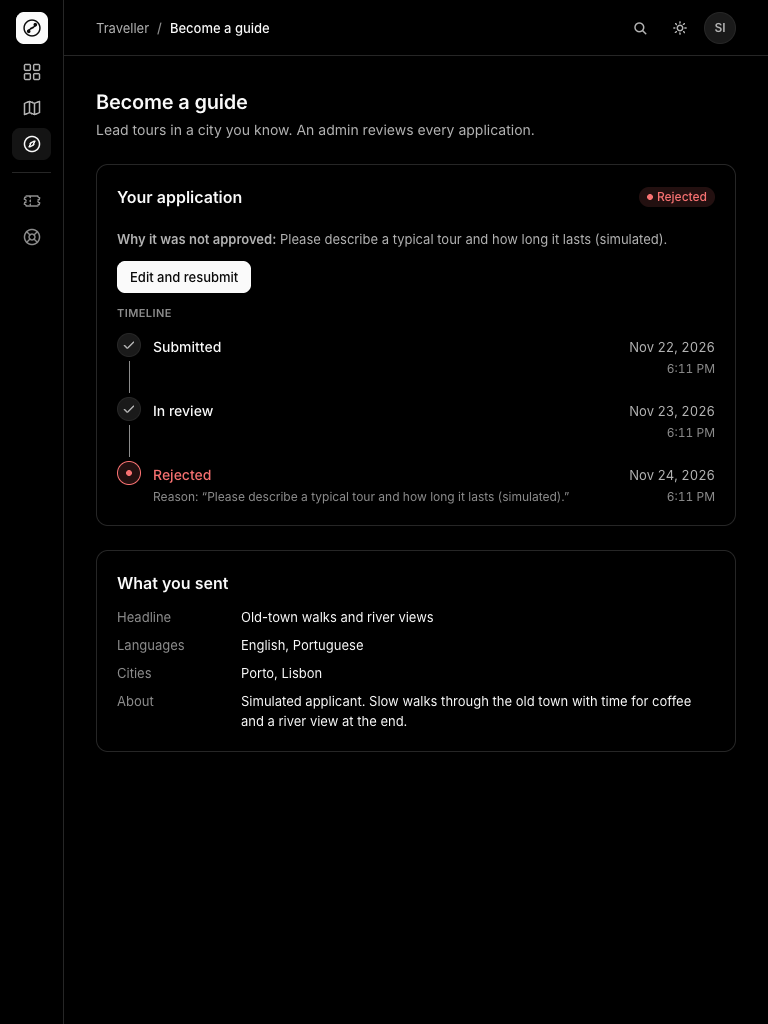 Traveller / Become a guide
SI
Become a guide
Lead tours in a city you know. An admin reviews every application.
Your application
Rejected
Why it was not approved: Please describe a typical tour and how long it lasts (simulated).
Edit and resubmit
TIMELINE
Submitted
Nov 22, 2026
6:11 PM
In review
Nov 23, 2026
6:11 PM
Rejected
Nov 24, 2026
Reason: “Please describe a typical tour and how long it lasts (simulated).”
6:11 PM
What you sent
Headline
Old-town walks and river views
Languages
English, Portuguese
Cities
Porto, Lisbon
About
Simulated applicant. Slow walks through the old town with time for coffee
and a river view at the end.